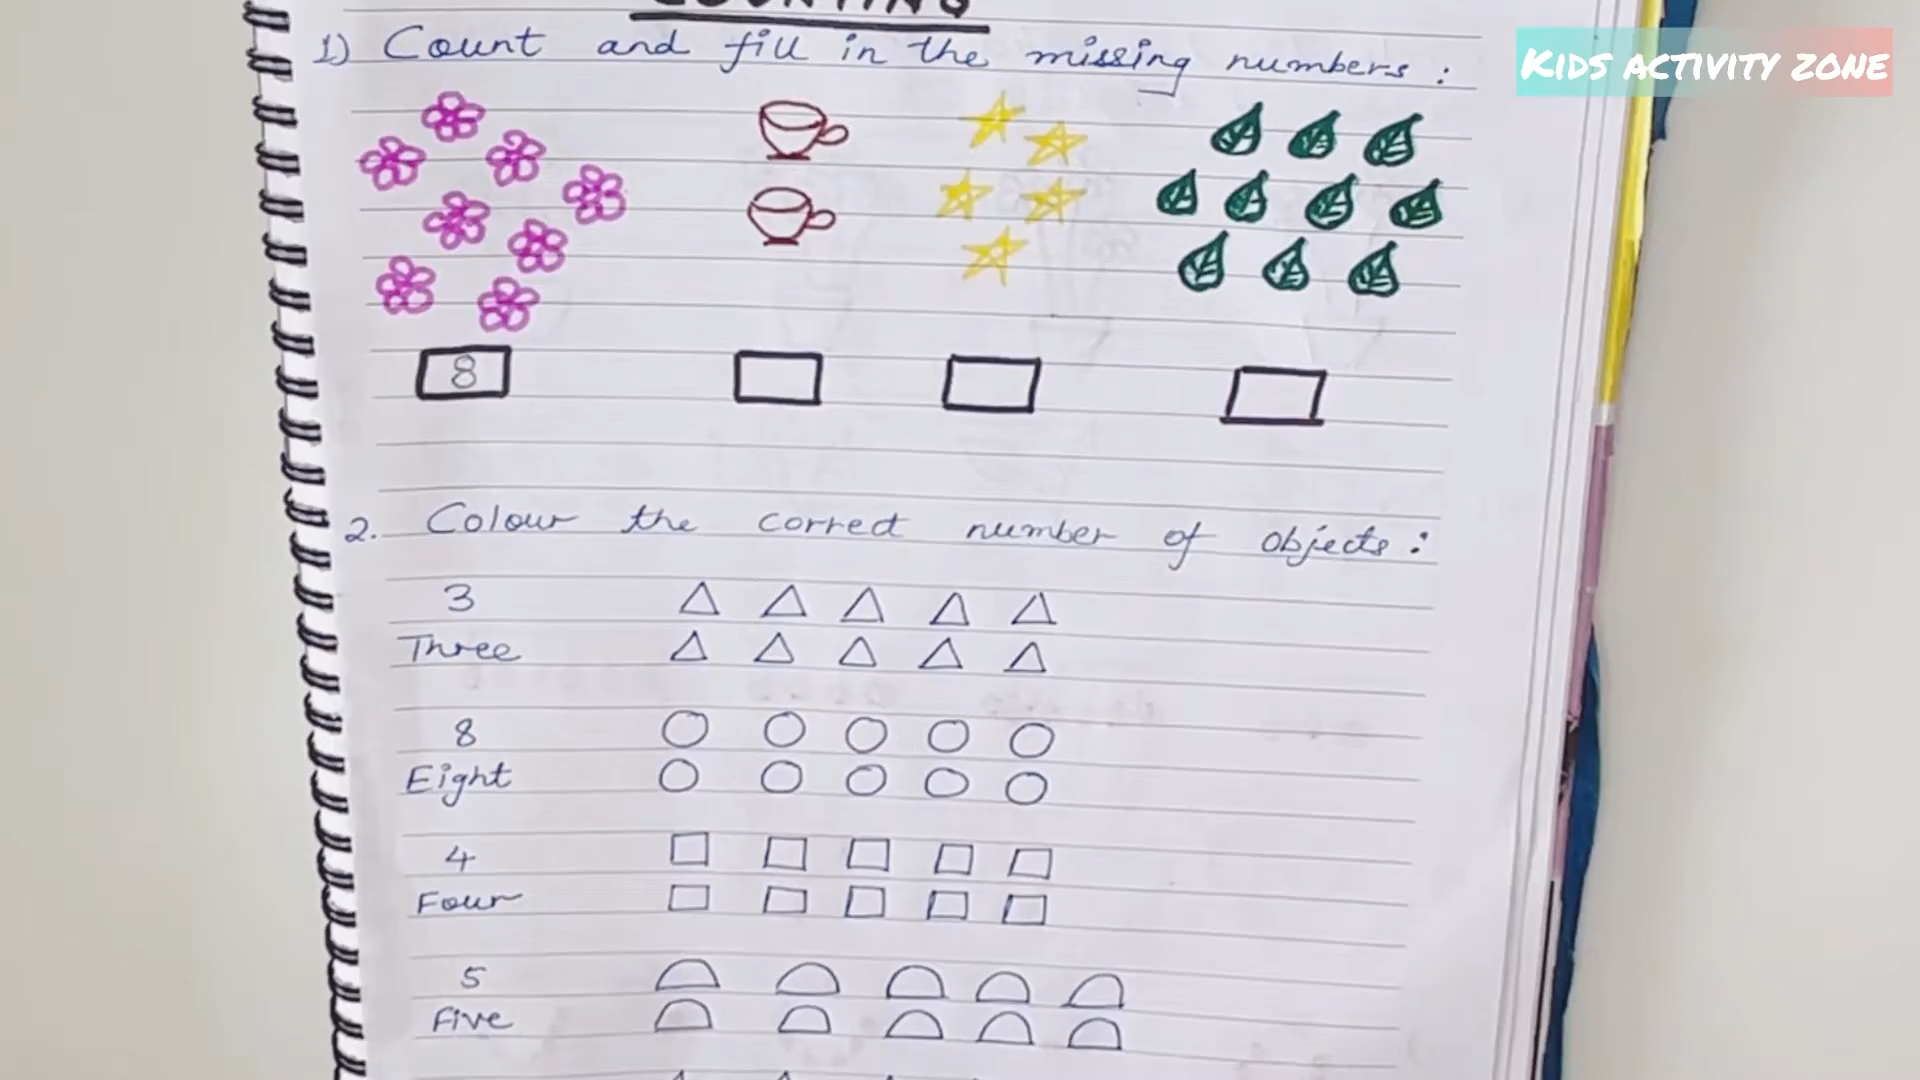 COUNTING
1) Count and fill in the missing numbers :
KIDS ACTIVITY ZONE
8
2. Colour the correct number of objects :
3
Three
8
Eight
4
Four
5
Five